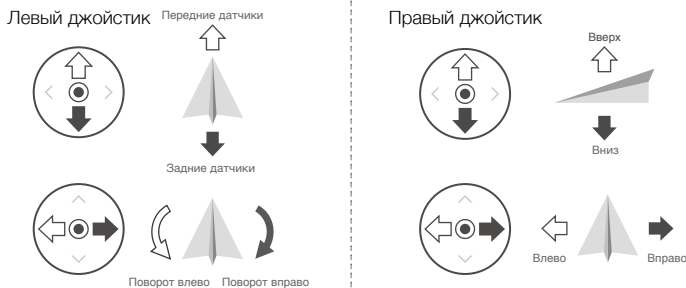 Левый джойстик
Передние датчики
Задние датчики
Поворот влево
Поворот вправо
Правый джойстик
Вверх
Вниз
Влево
Вправо